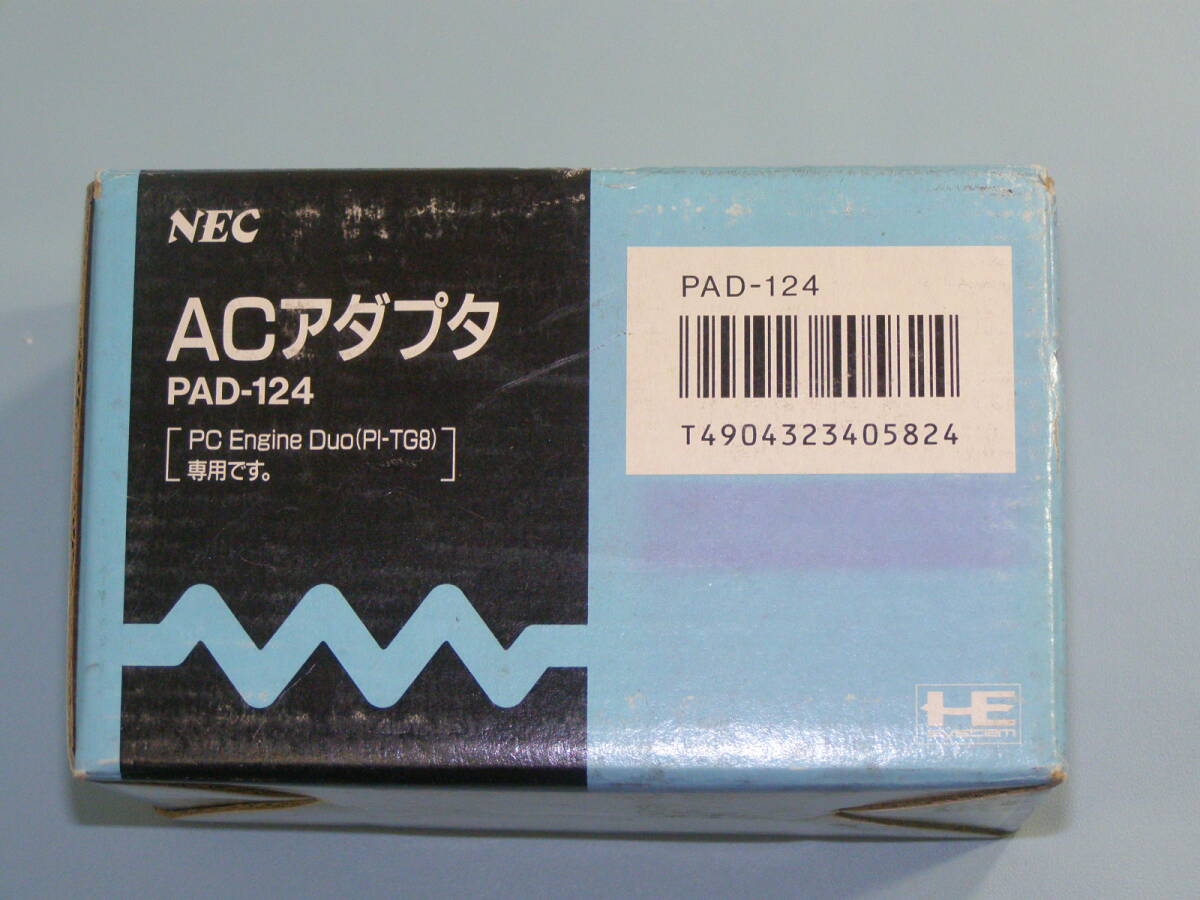 NEC
ACアダプタ
PAD-124
PC Engine Duo(PI-TG8)
専用です。
PAD-124
T4904323405824
HE
SYSTEM